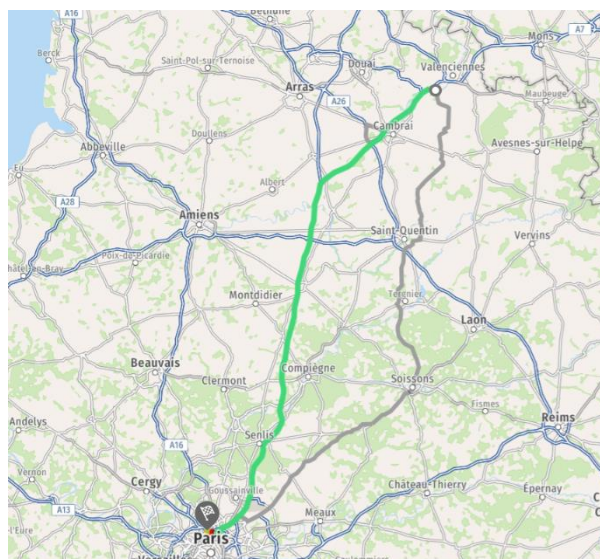 A16
Béthune
Mons
A7
Berck
Saint-Pol-sur-Ternoise
Douai
Valenciennes
Arras
A26
Maubeuge
Doullens
Cambrai
Abbeville
Avesnes-sur-Helpe
Eu
Albert
A28
Amiens
Saint-Quentin
Vervins
Poix-de-Picardie
Montdidier
Tergnier
Laon
Beauvais
Compiègne
Clermont
Soissons
Fismes
Andelys
A16
Senlis
Reims
Vernon
Goussainville
Cergy
Château-Thierry
Épernay
A13
Meaux
Paris
l'Eure